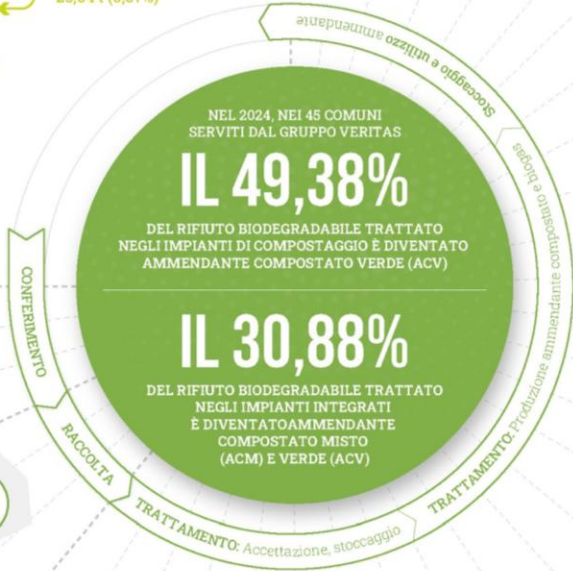 NEL 2024, NEI 45 COMUNI
SERVITI DAL GRUPPO VERITAS
IL 49,38%
DEL RIFIUTO BIODEGRADABILE TRATTATO
NEGLI IMPIANTI DI COMPOSTAGGIO È DIVENTATO
AMMENDANTE COMPOSTATO VERDE (ACV)
IL 30,88%
DEL RIFIUTO BIODEGRADABILE TRATTATO
NEGLI IMPIANTI INTEGRATI
È DIVENTATOAMMENDANTE
COMPOSTATO MISTO
(ACM) E VERDE (ACV)
CONFERIMENTO
RACCOLTA
TRATTAMENTO: Accettazione, stoccaggio
TRATTAMENTO: Produzione ammendante compostato e biogas
Stoccaggio e utilizzo ammendante